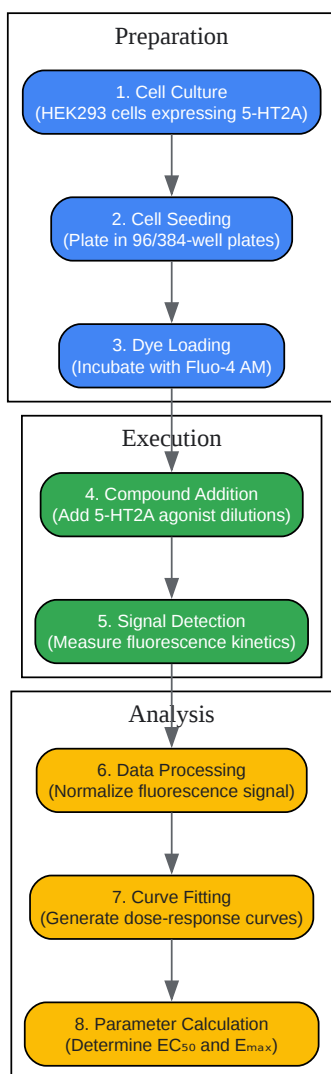 Preparation
1. Cell Culture
(HEK293 cells expressing 5-HT2A)
2. Cell Seeding
(Plate in 96/384-well plates)
3. Dye Loading
(Incubate with Fluo-4 AM)
Execution
4. Compound Addition
(Add 5-HT2A agonist dilutions)
5. Signal Detection
(Measure fluorescence kinetics)
Analysis
6. Data Processing
(Normalize fluorescence signal)
7. Curve Fitting
(Generate dose-response curves)
8. Parameter Calculation
(Determine EC₅₀ and Eₘₐₓ)